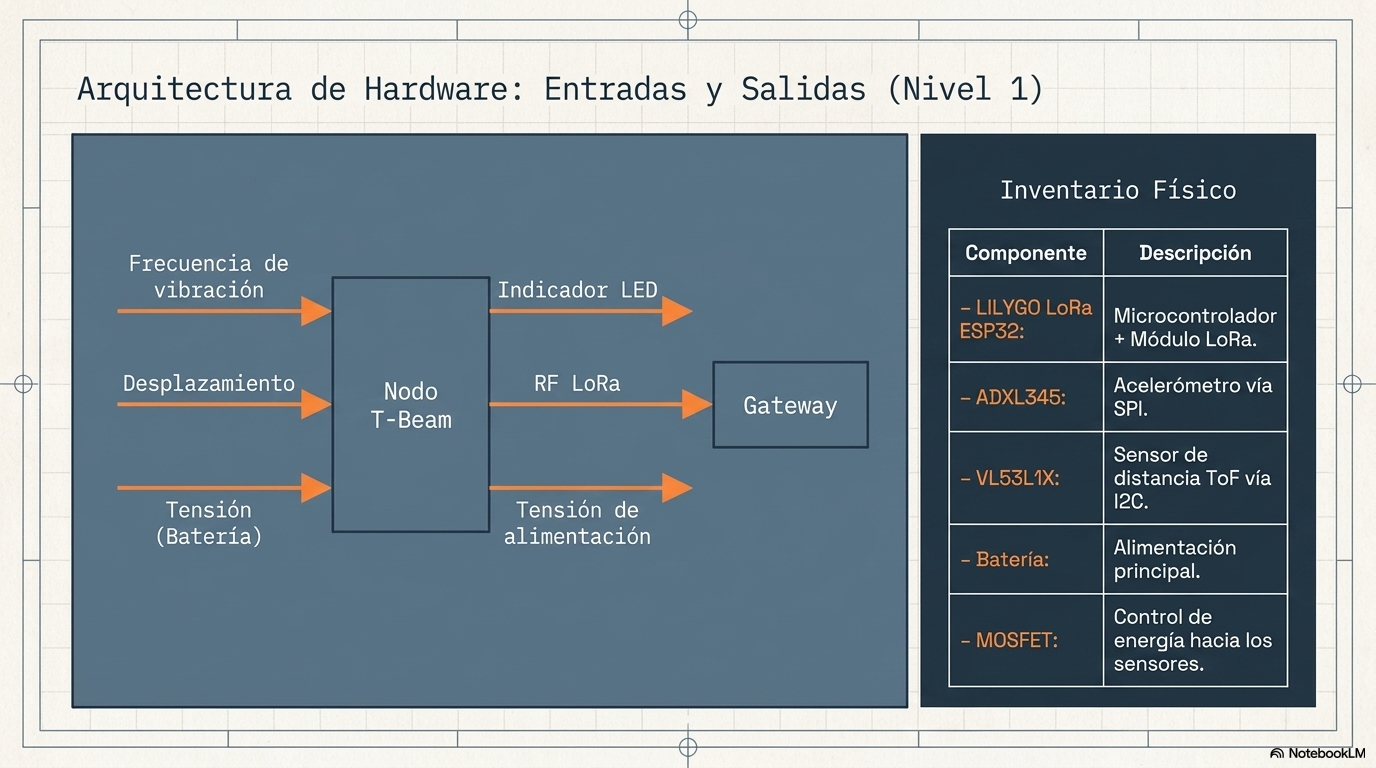 Arquitectura de Hardware: Entradas y Salidas (Nivel 1)
Frecuencia de
vibración
Desplazamiento
Tensión
(Batería)
Nodo
T-Beam
Indicador LED
RF LoRa
Tensión de
alimentación
Gateway
Inventario Físico
Componente
Descripción
– LILYGO LoRa
ESP32:
Microcontrolador
+ Módulo LoRa.
– ADXL345:
Acelerómetro vía
SPI.
– VL53L1X:
Sensor de
distancia ToF vía
I2C.
– Batería:
Alimentación
principal.
– MOSFET:
Control de
energía hacia los
sensores.
NotebookLM